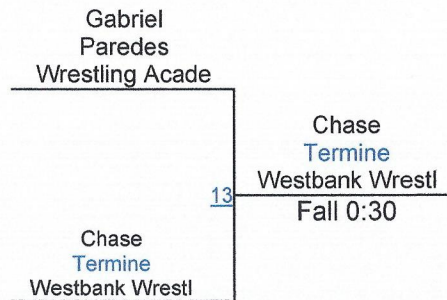 Gabriel
Paredes
Wrestling Acade
Chase
Termine
Westbank Wrestl
13
Fall 0:30
Chase
Termine
Westbank Wrestl